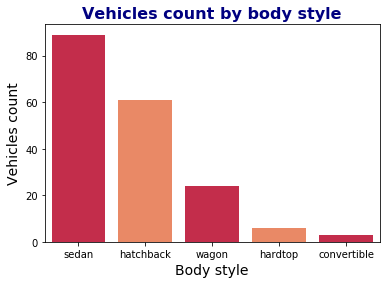 Vehicles count by body style
Vehicles count
80
60
40
20
0
sedan hatchback wagon hardtop convertible
Body style